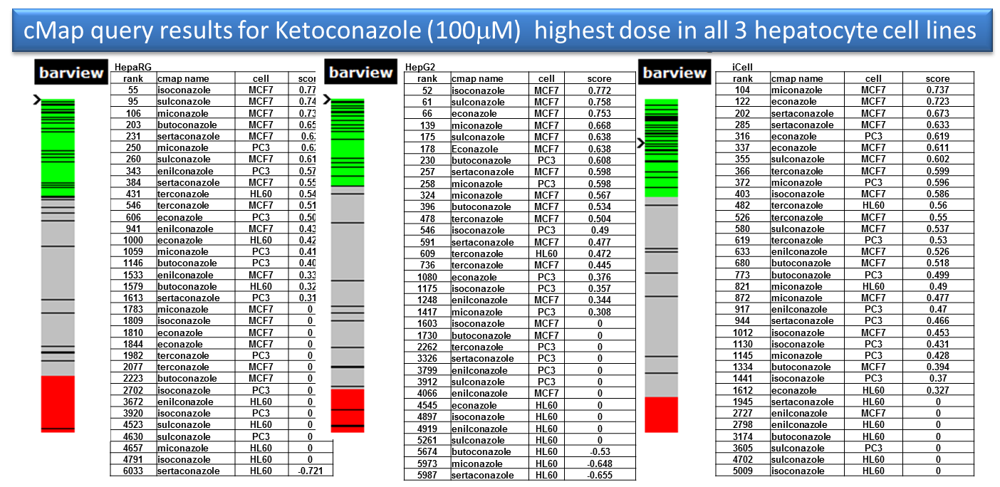 cMap query results for Ketoconazole (100μM) highest dose in all 3 hepatocyte cell lines
barview
HepaRG
rank cmap name cell scor
55 isoconazole MCF7 0.77
95 sulconazole MCF7 0.74
106 miconazole MCF7 0.73
203 butoconazole MCF7 0.65
231 sertaconazole MCF7 0.6
250 miconazole PC3 0.6
260 sulconazole MCF7 0.61
343 enilconazole PC3 0.57
384 sertaconazole MCF7 0.55
431 terconazole HL60 0.54
546 terconazole MCF7 0.51
606 econazole PC3 0.50
941 enilconazole MCF7 0.43
1000 econazole HL60 0.42
1059 miconazole PC3 0.41
1146 butoconazole PC3 0.40
1533 enilconazole MCF7 0.33
1579 butoconazole HL60 0.32
1613 sertaconazole PC3 0.31
1783 miconazole MCF7 0
1809 isoconazole MCF7 0
1810 econazole MCF7 0
1844 econazole MCF7 0
1982 terconazole PC3 0
2077 terconazole MCF7 0
2223 butoconazole MCF7 0
2702 isoconazole PC3 0
3672 enilconazole HL60 0
3920 isoconazole PC3 0
4523 sulconazole HL60 0
4630 sulconazole PC3 0
4657 miconazole HL60 0
4791 isoconazole HL60 0
6033 sertaconazole HL60 -0.721
barview
HepG2
rank cmap name cell score
52 isoconazole MCF7 0.772
61 sulconazole MCF7 0.758
66 econazole MCF7 0.753
139 miconazole MCF7 0.668
175 sulconazole MCF7 0.638
178 Econazole MCF7 0.638
230 butoconazole PC3 0.608
257 sertaconazole MCF7 0.598
258 miconazole PC3 0.598
324 miconazole MCF7 0.567
396 butoconazole MCF7 0.534
478 terconazole MCF7 0.504
546 isoconazole PC3 0.49
591 sertaconazole MCF7 0.477
609 terconazole HL60 0.472
736 terconazole MCF7 0.445
1080 econazole PC3 0.376
1175 isoconazole PC3 0.357
1248 enilconazole MCF7 0.344
1417 miconazole PC3 0.308
1603 isoconazole MCF7 0
1730 butoconazole MCF7 0
2262 terconazole PC3 0
3326 sertaconazole PC3 0
3799 enilconazole PC3 0
3912 sulconazole PC3 0
4066 enilconazole MCF7 0
4545 econazole HL60 0
4897 isoconazole HL60 0
4919 enilconazole HL60 0
5261 sulconazole HL60 0
5674 butoconazole HL60 -0.53
5973 miconazole HL60 -0.648
5987 sertaconazole HL60 -0.655
barview
iCell
rank cmap name cell score
104 miconazole MCF7 0.737
122 econazole MCF7 0.723
202 sertaconazole MCF7 0.673
285 sertaconazole MCF7 0.633
316 econazole PC3 0.619
337 econazole MCF7 0.611
355 sulconazole MCF7 0.602
366 terconazole MCF7 0.599
372 miconazole PC3 0.596
403 isoconazole MCF7 0.586
482 terconazole HL60 0.56
526 terconazole MCF7 0.55
580 sulconazole MCF7 0.537
619 terconazole PC3 0.53
633 enilconazole MCF7 0.526
680 butoconazole MCF7 0.518
773 butoconazole PC3 0.499
821 miconazole HL60 0.49
872 miconazole MCF7 0.477
917 enilconazole PC3 0.47
944 sertaconazole PC3 0.466
1012 isoconazole MCF7 0.453
1130 isoconazole PC3 0.431
1145 miconazole PC3 0.428
1334 butoconazole MCF7 0.394
1441 isoconazole PC3 0.37
1612 econazole HL60 0.327
1945 sertaconazole HL60 0
2727 enilconazole MCF7 0
2798 enilconazole HL60 0
3174 butoconazole HL60 0
3605 sulconazole PC3 0
4702 sulconazole HL60 0
5009 isoconazole HL60 0